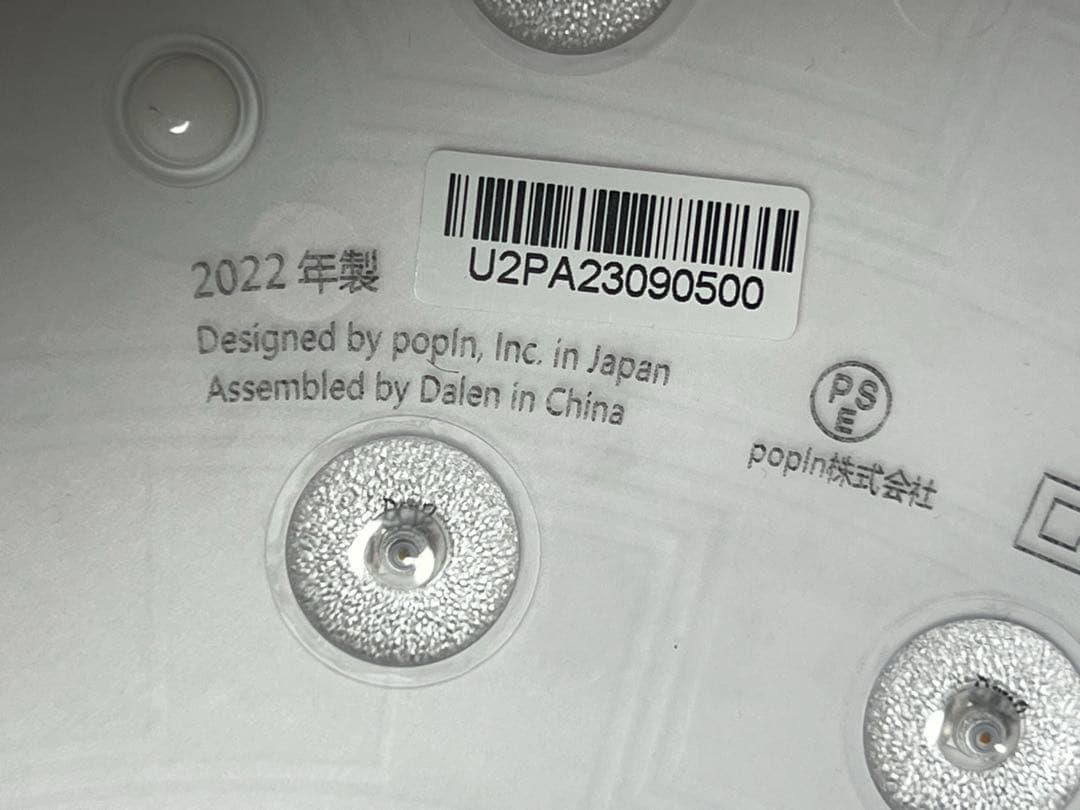 U2PA23090500
2022 年製
Designed by popIn, Inc. in Japan
Assembled by Dalen in China
PS
E
popIn株式会社